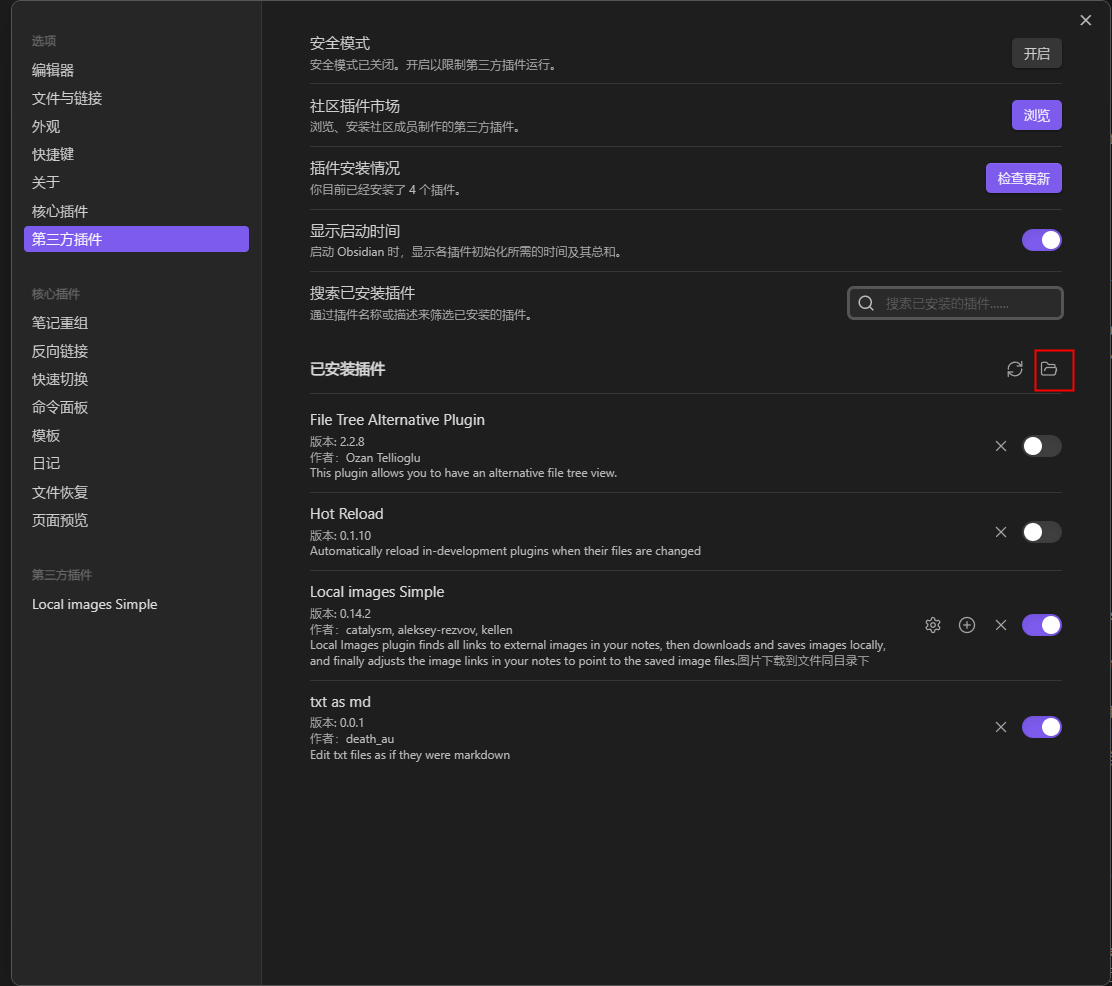 选项
编辑器
文件与链接
外观
快捷键
关于
核心插件
第三方插件
核心插件
笔记重组
反向链接
快速切换
命令面板
模板
日记
文件恢复
页面预览
第三方插件
Local images Simple
安全模式
安全模式已关闭。开启以限制第三方插件运行。
开启
社区插件市场
浏览、安装社区成员制作的第三方插件。
浏览
插件安装情况
你目前已经安装了 4 个插件。
检查更新
显示启动时间
启动 Obsidian 时，显示各插件初始化所需的时间及其总和。
搜索已安装插件
通过插件名称或描述来筛选已安装的插件。
搜索已安装的插件......
已安装插件
File Tree Alternative Plugin
版本: 2.2.8
作者：Ozan Tellioglu
This plugin allows you to have an alternative file tree view.
Hot Reload
版本: 0.1.10
Automatically reload in-development plugins when their files are changed
Local images Simple
版本: 0.14.2
作者：catalysm, aleksey-rezvov, kellen
Local Images plugin finds all links to external images in your notes, then downloads and saves images locally,
and finally adjusts the image links in your notes to point to the saved image files.图片下载到文件同目录下
txt as md
版本: 0.0.1
作者：death_au
Edit txt files as if they were markdown